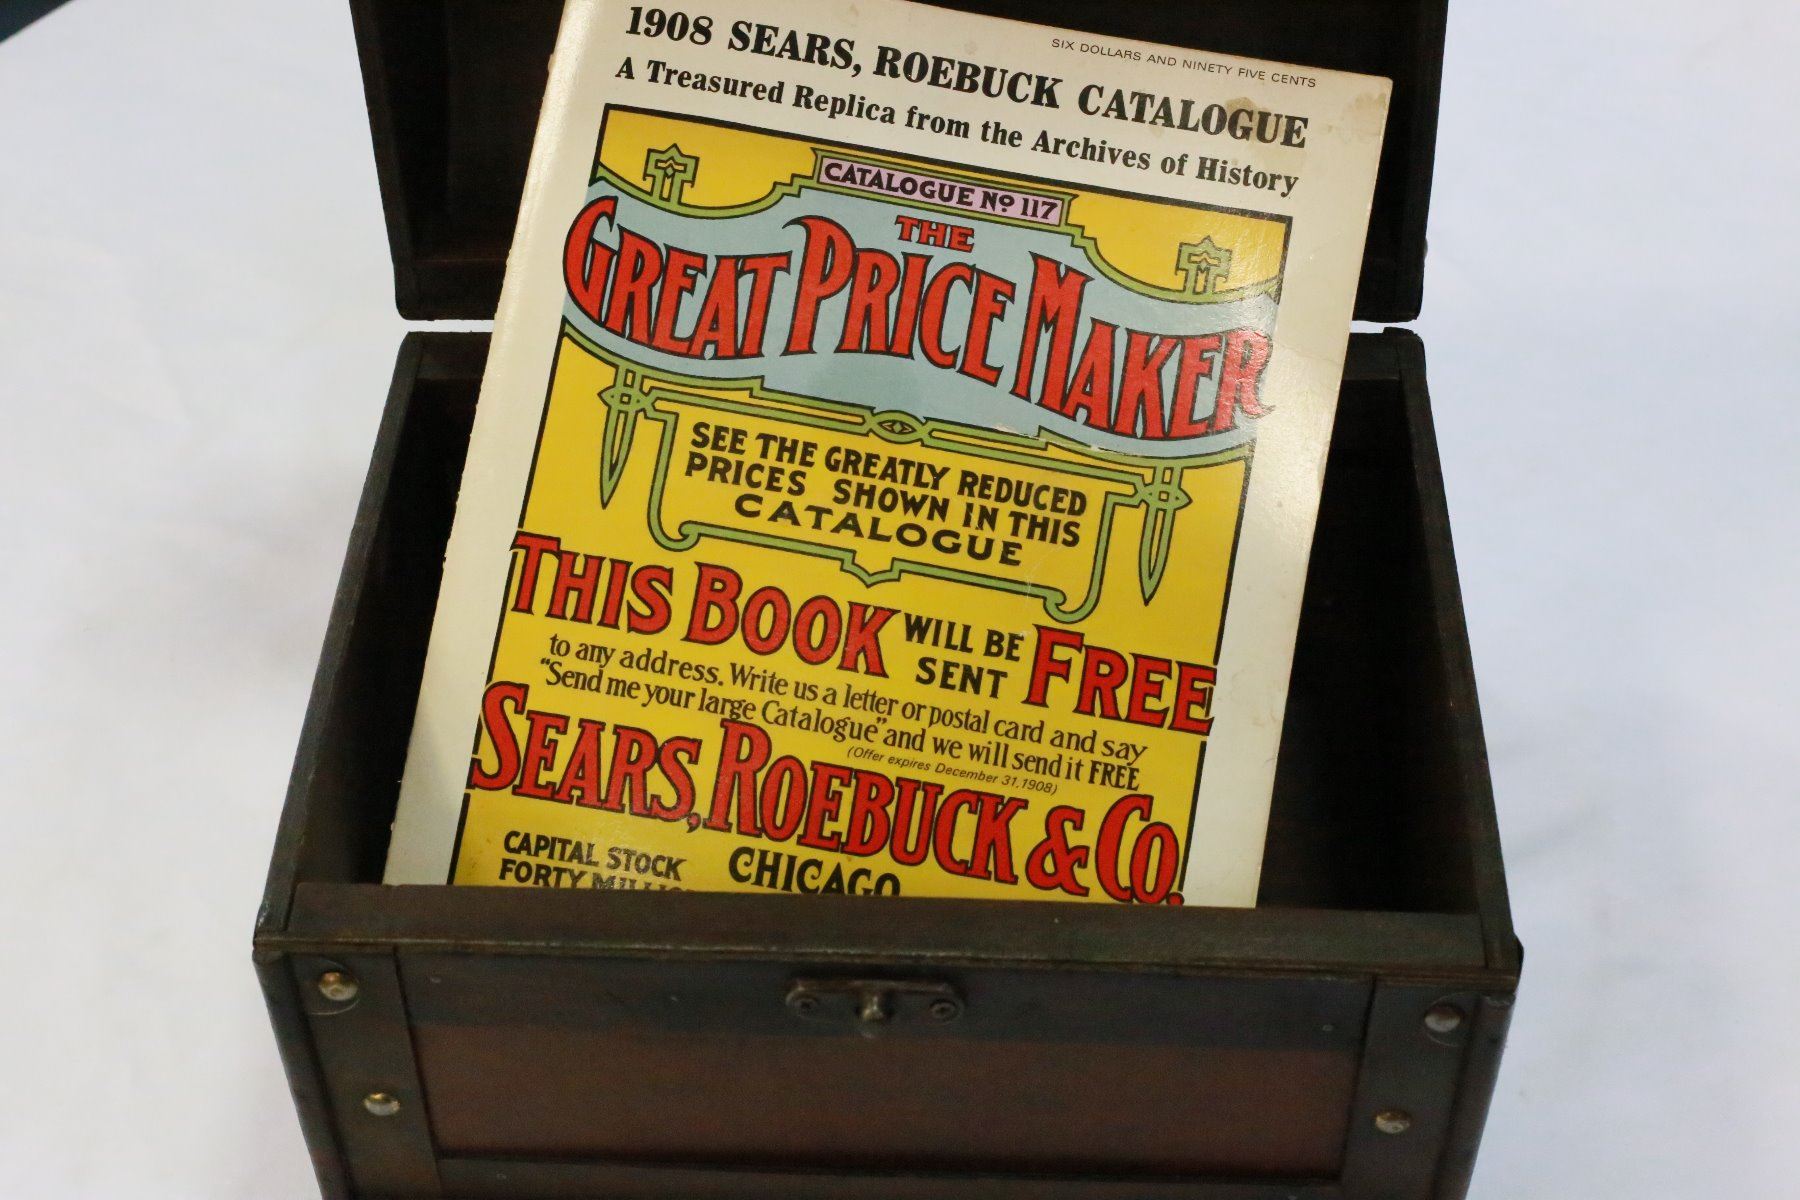 SIX DOLLARS AND NINETY FIVE CENTS
1908 SEARS, ROEBUCK CATALOGUE
A Treasured Replica from the Archives of History
CATALOGUE No 117
THE
GREAT PRICE MAKER
SEE THE GREATLY REDUCED
PRICES SHOWN IN THIS
CATALOGUE
THIS BOOK WILL BE SENT FREE
to any address. Write us a letter or postal card and say
"Send me your large Catalogue" and we will send it FREE
(Offer expires December 31, 1908)
SEARS, ROEBUCK & CO.
CAPITAL STOCK
FORTY
CHICAGO